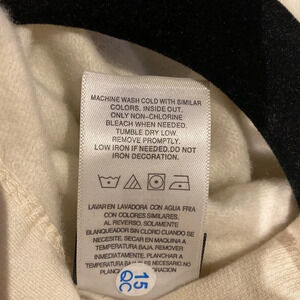 MACHINE WASH COLD WITH SIMILAR
COLORS, INSIDE OUT.
ONLY NON-CHLORINE
BLEACH WHEN NEEDED.
TUMBLE DRY LOW.
REMOVE PROMPTLY.
LOW IRON IF NEEDED.DO NOT
IRON DECORATION.
LAVAR EN LAVADORA CON AGUA FRIA
CON COLORES SIMILARES,
AL REVERSO, SOLAMENTE
BLANQUEADOR SIN CLORO CUANDO SE
NECESITE, SECAR EN MAQUINA A
TEMPERATURA BAJA, REMOVER
INMEDIATAMENTE, PLANCHAR A
TEMPERATURA BAJA SI
NECESARIO. NO PLANCHAR
15
QC